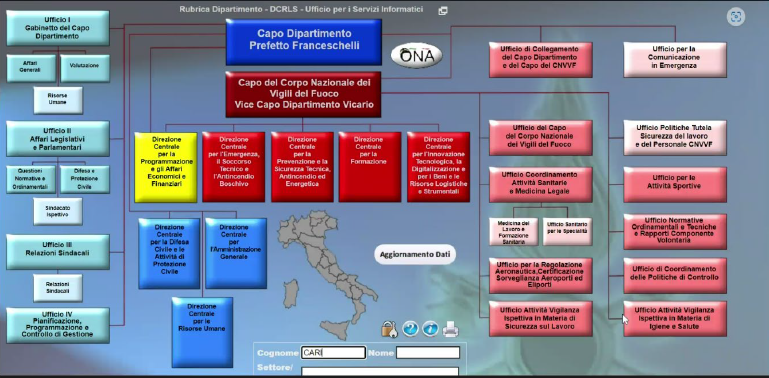 Rubrica Dipartimento - DCRLS - Ufficio per i Servizi Informatici
Ufficio I
Gabinetto del Capo
Dipartimento
Affari
Generali
Valutazione
Risorse
Umane
Ufficio II
Affari Legislativi
e Parlamentari
Questioni
Normative e
Ordinamentali
Difesa e
Protezione
Civile
Sindacato
Ispettivo
Ufficio III
Relazioni Sindacali
Relazioni
Sindacali
Ufficio IV
Pianificazione,
Programmazione e
Controllo di Gestione
Capo Dipartimento
Prefetto Franceschelli
ONA
Capo del Corpo Nazionale dei
Vigili del Fuoco
Vice Capo Dipartimento Vicario
Direzione
Centrale
per la
Programmazione
e gli Affari
Economici e
Finanziari
Direzione
Centrale
per l'Emergenza,
il Soccorso
Tecnico e
l'Antincendio
Boschivo
Direzione
Centrale
per la
Prevenzione e la
Sicurezza Tecnica,
Antincendio ed
Energetica
Direzione
Centrale
per la
Formazione
Direzione
Centrale
per l'Innovazione
Tecnologica, la
Digitalizzazione e
per i Beni e le
Risorse Logistiche
e Strumentali
Direzione
Centrale
per la Difesa
Civile e le
Attività di
Protezione
Civile
Direzione
Centrale
per
l'Amministrazione
Generale
Direzione
Centrale
per le
Risorse Umane
Aggiornamento Dati
Ufficio di Collegamento
del Capo Dipartimento
e del Capo del CNVVF
Ufficio per la
Comunicazione
in Emergenza
Ufficio del Capo
del Corpo Nazionale
dei Vigili del Fuoco
Ufficio Politiche Tutela
Sicurezza del lavoro
e del Personale CNVVF
Ufficio Coordinamento
Attività Sanitarie
e Medicina Legale
Ufficio per le
Attività Sportive
Medicina del
Lavoro e
Formazione
Sanitaria
Ufficio Sanitario
per le Specialità
Ufficio Normative
Ordinamentali e Tecniche
e Rapporti Componente
Volontaria
Ufficio per la Regolazione
Aeronautica,Certificazione
Sorveglianza Aeroporti ed
Eliporti
Ufficio di Coordinamento
delle Politiche di Controllo
Ufficio Attività Vigilanza
Ispettiva in Materia di
Sicurezza sul Lavoro
Ufficio Attività Vigilanza
Ispettiva in Materia di
Igiene e Salute
Cognome CARI Nome
Settore/